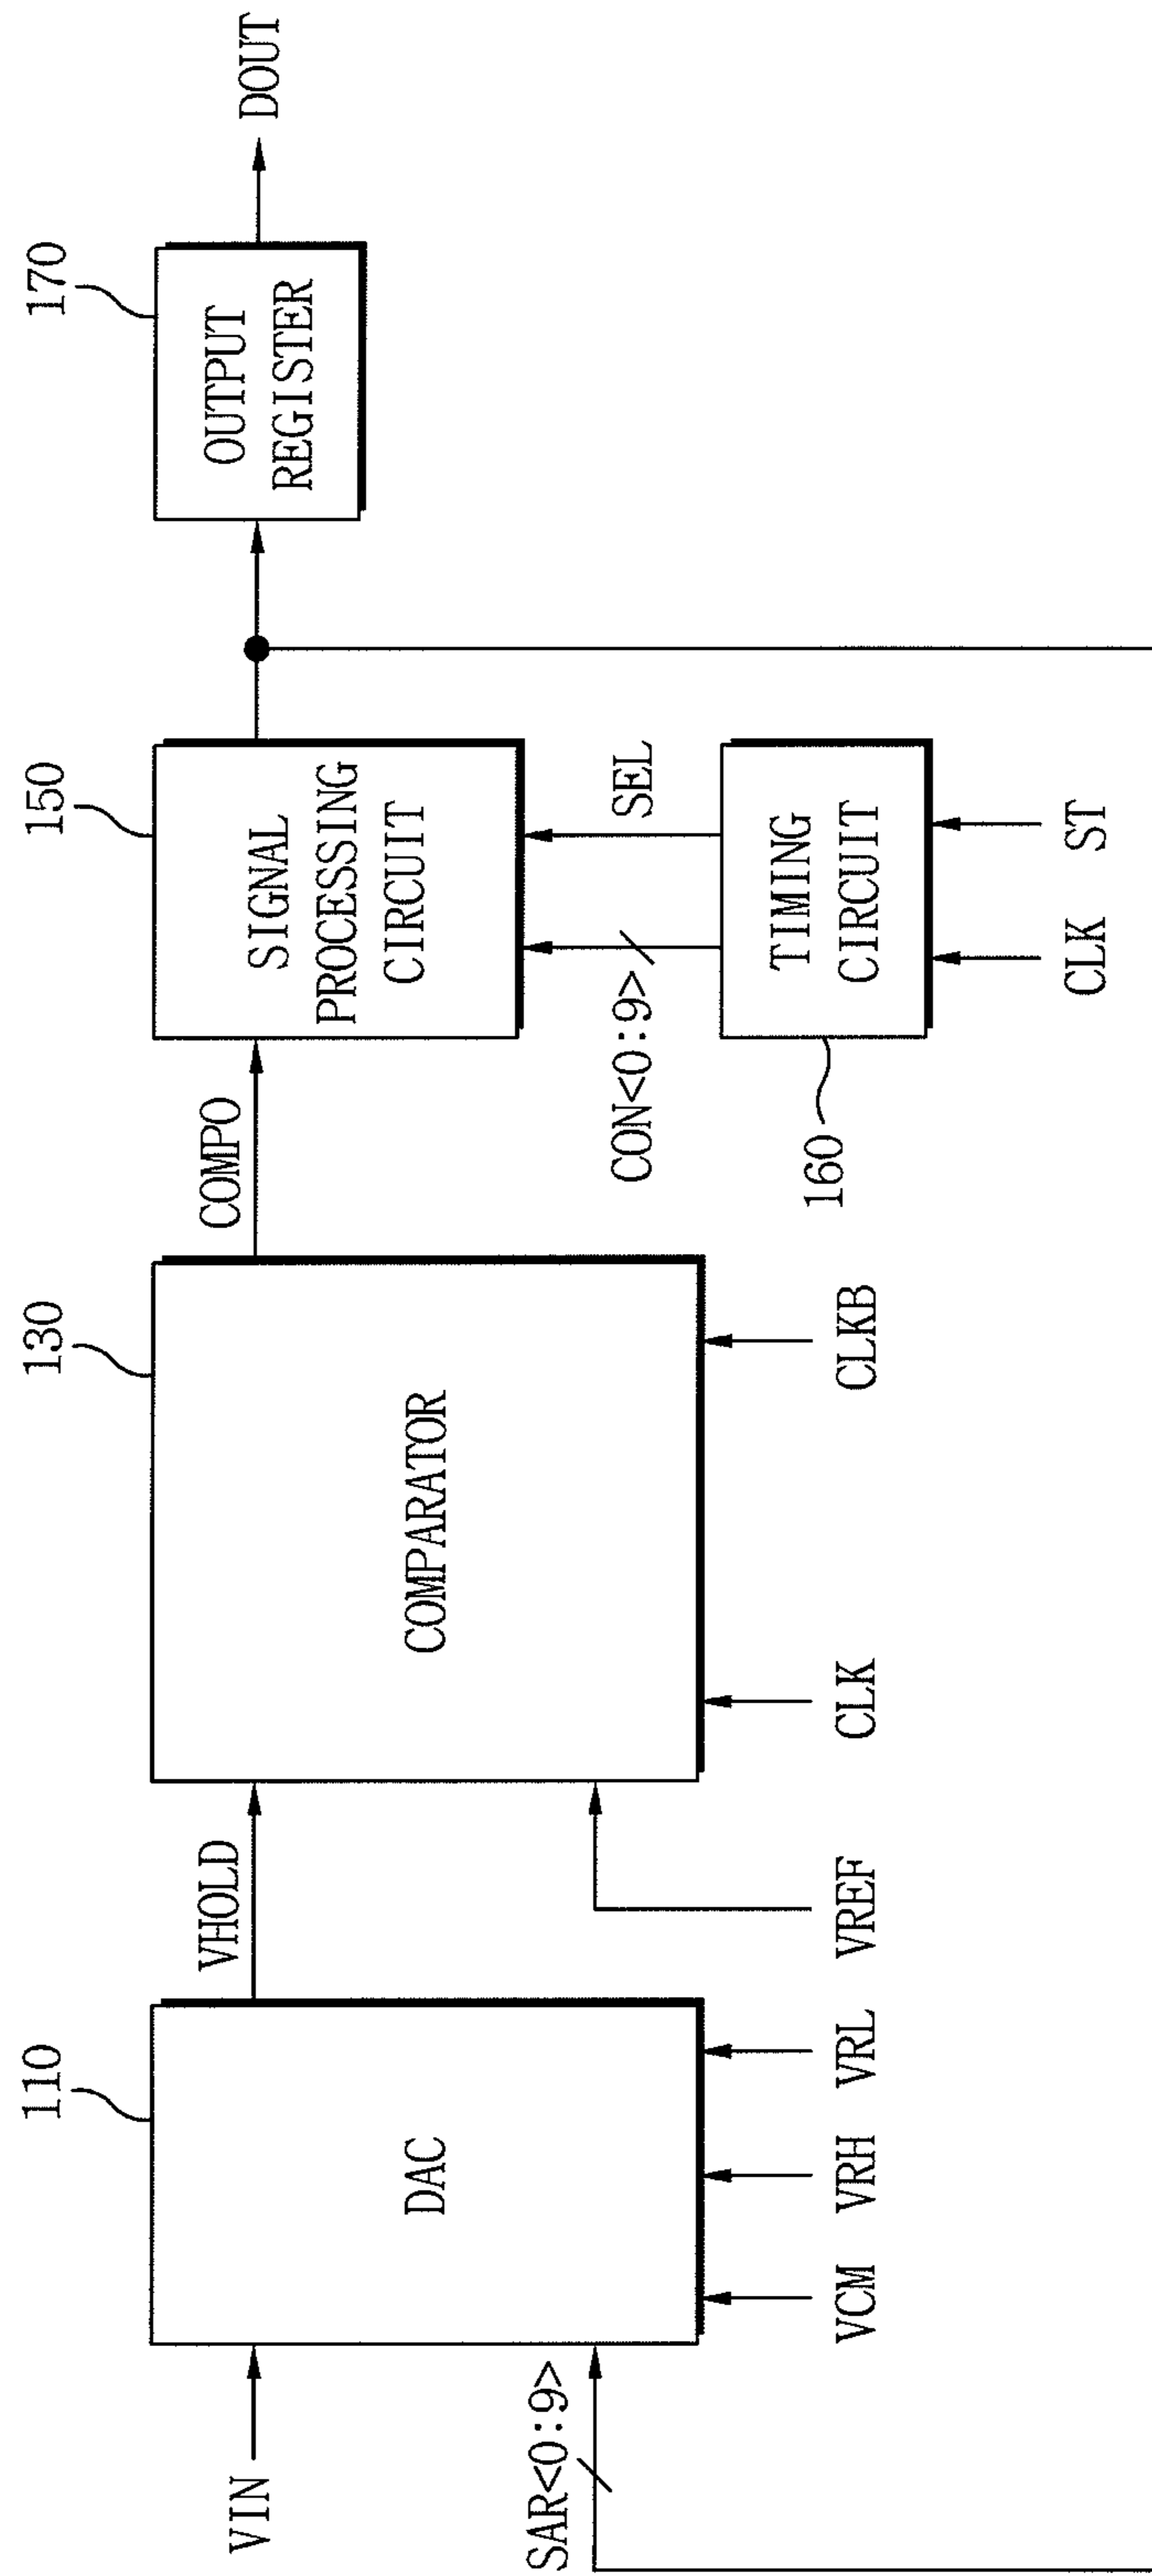 110
130
150
170
VIN
VHOLD
COMPO
DOUT
DAC
COMPARATOR
SIGNAL
PROCESSING
CIRCUIT
OUTPUT
REGISTER
SAR<0:9>
CON<0:9>
SEL
VCM
VRH
VRL
VREF
CLK
CLKB
160
TIMING
CIRCUIT
CLK
ST